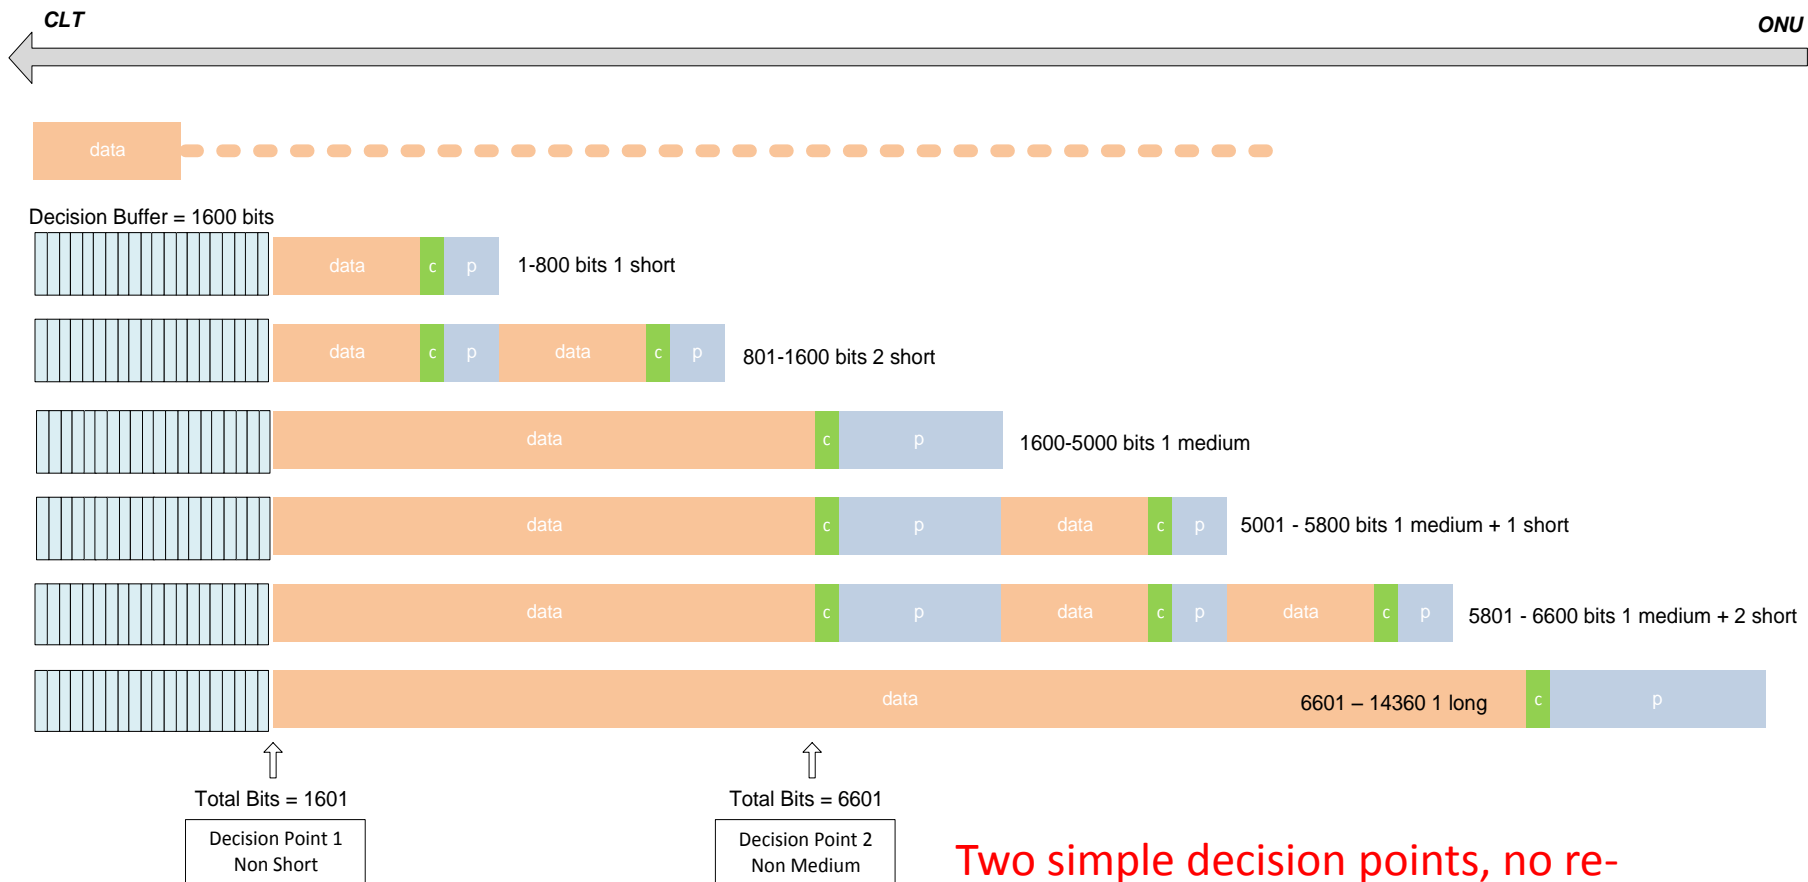 CLT
ONU
data
Decision Buffer = 1600 bits
data c p 1-800 bits 1 short
data c p data c p 801-1600 bits 2 short
data c p 1600-5000 bits 1 medium
data c p data c p 5001 - 5800 bits 1 medium + 1 short
data c p data c p data c p 5801 - 6600 bits 1 medium + 2 short
data 6601 – 14360 1 long c p
Total Bits = 1601
Decision Point 1
Non Short
Total Bits = 6601
Decision Point 2
Non Medium
Two simple decision points, no re-